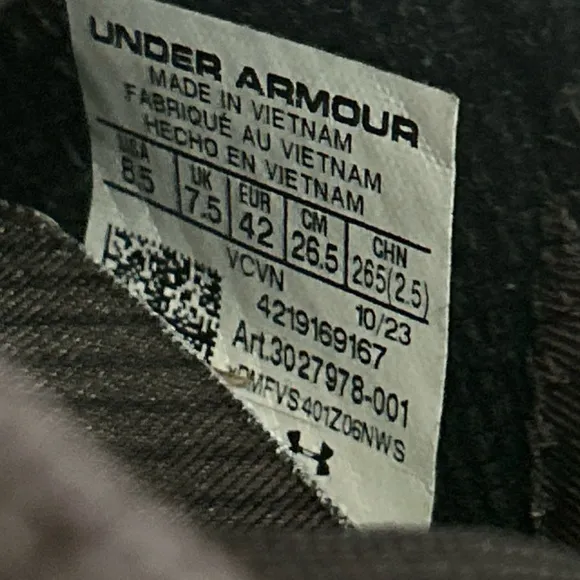 UNDER ARMOUR
MADE IN VIETNAM
FABRIQUÉ AU VIETNAM
HECHO EN VIETNAM
USA UK EUR CM CHN
8.5 7.5 42 26.5 265(2.5)
VCVN 10/23
4219169167
Art.3027978-001